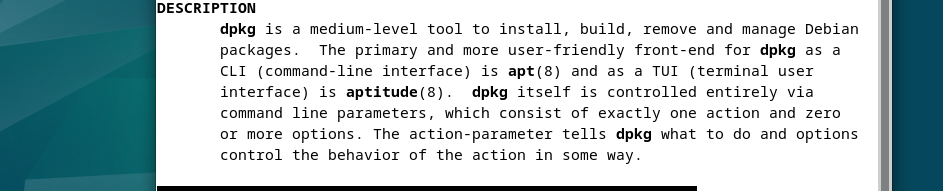 DESCRIPTION
dpkg is a medium-level tool to install, build, remove and manage Debian
packages.  The primary and more user-friendly front-end for dpkg as a
CLI (command-line interface) is apt(8) and as a TUI (terminal user
interface) is aptitude(8).  dpkg itself is controlled entirely via
command line parameters, which consist of exactly one action and zero
or more options. The action-parameter tells dpkg what to do and options
control the behavior of the action in some way.